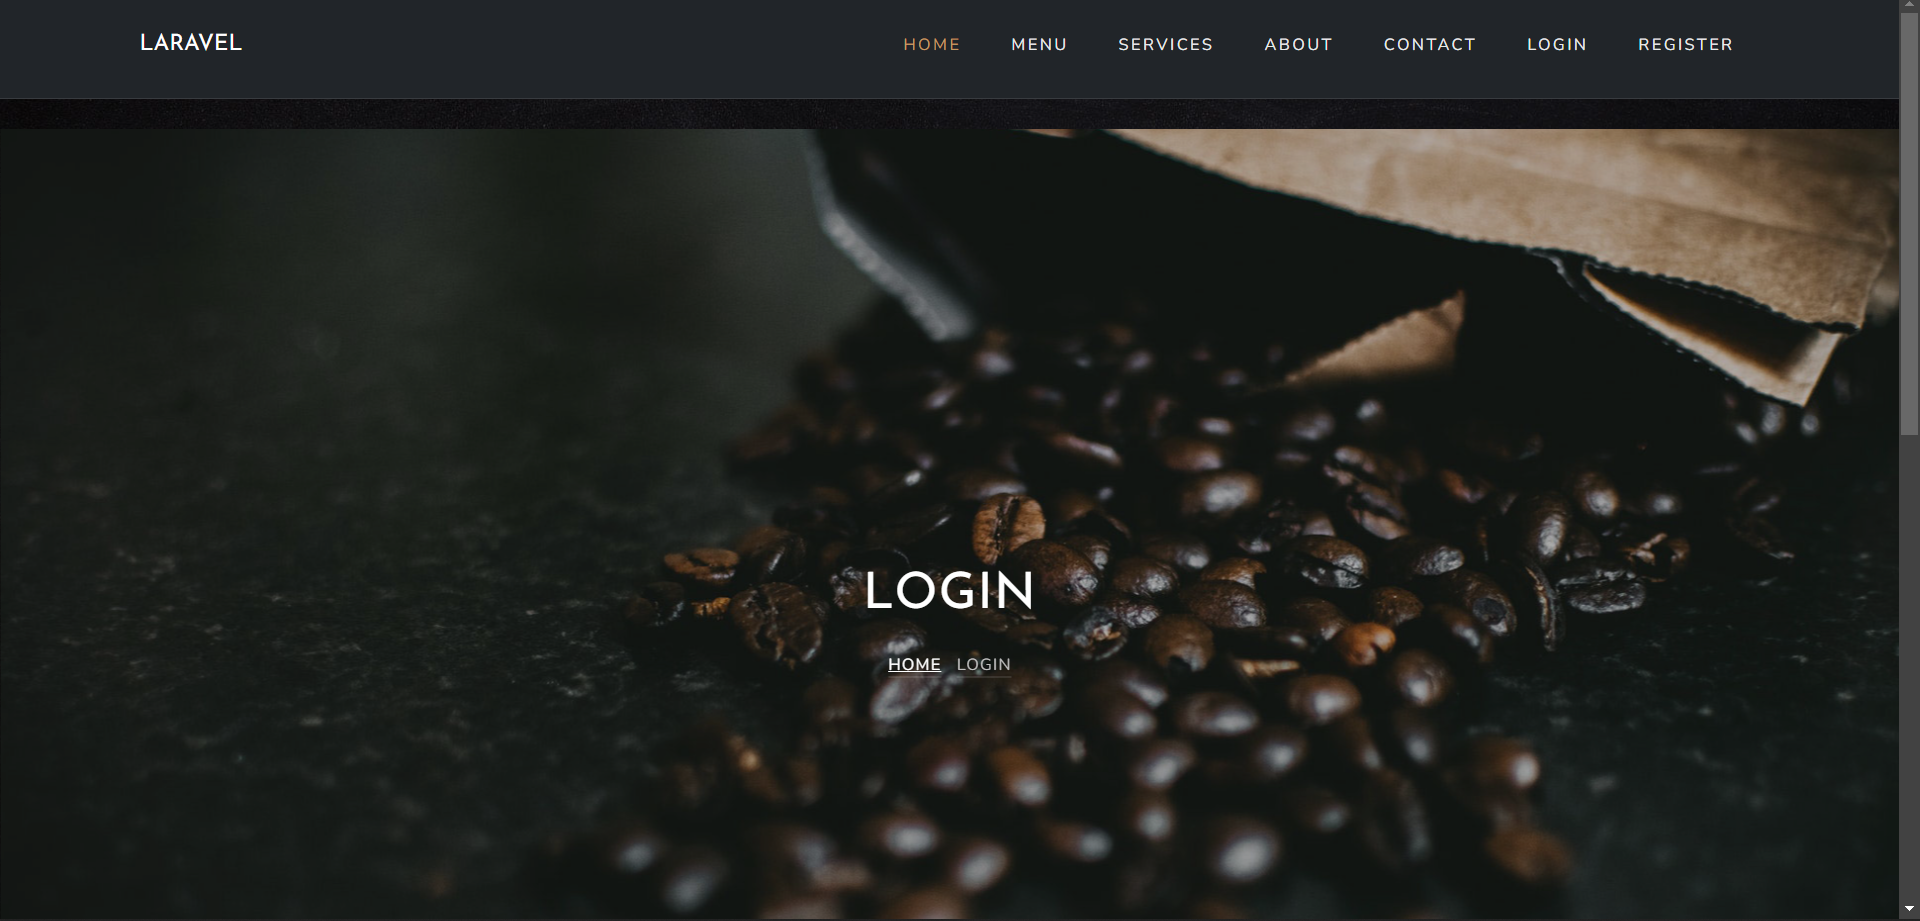 LARAVEL
HOME MENU SERVICES ABOUT CONTACT LOGIN REGISTER
LOGIN
HOME LOGIN